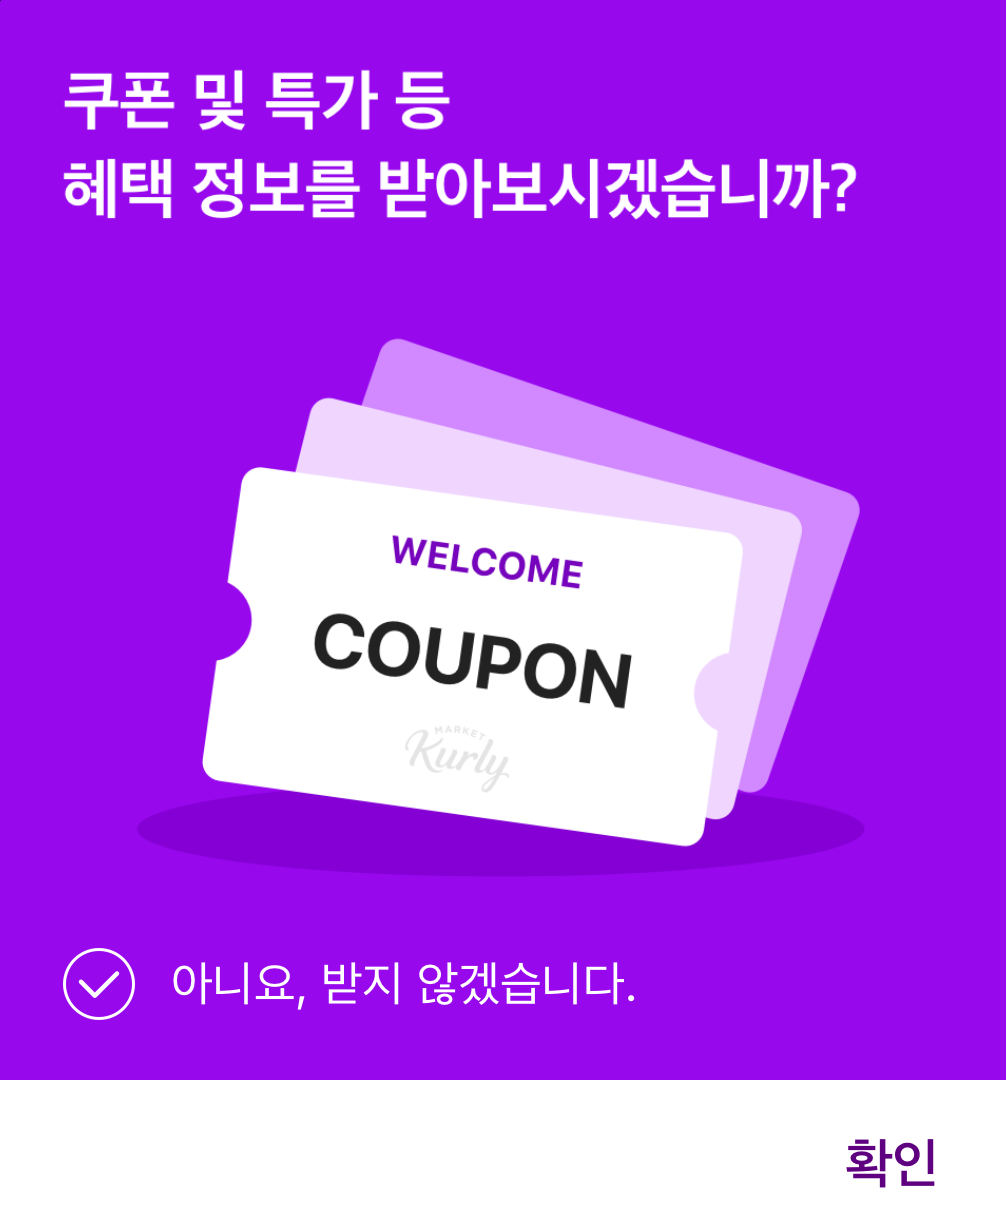 쿠폰 및 특가 등
혜택 정보를 받아보시겠습니까?
WELCOME
COUPON
MARKET
Kurly
아니요, 받지 않겠습니다.
확인